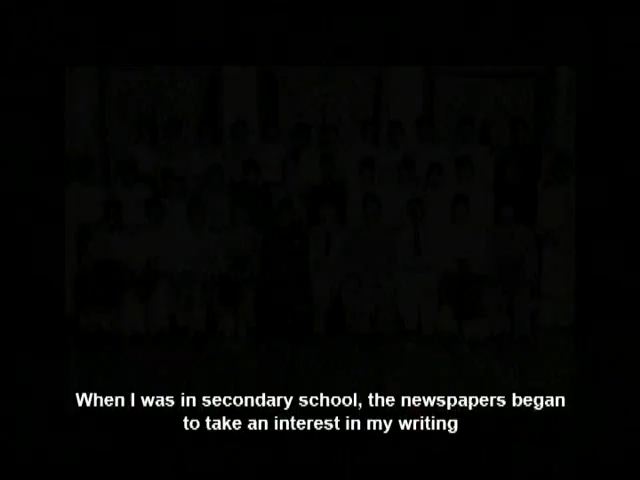 When I was in secondary school, the newspapers began
to take an interest in my writing